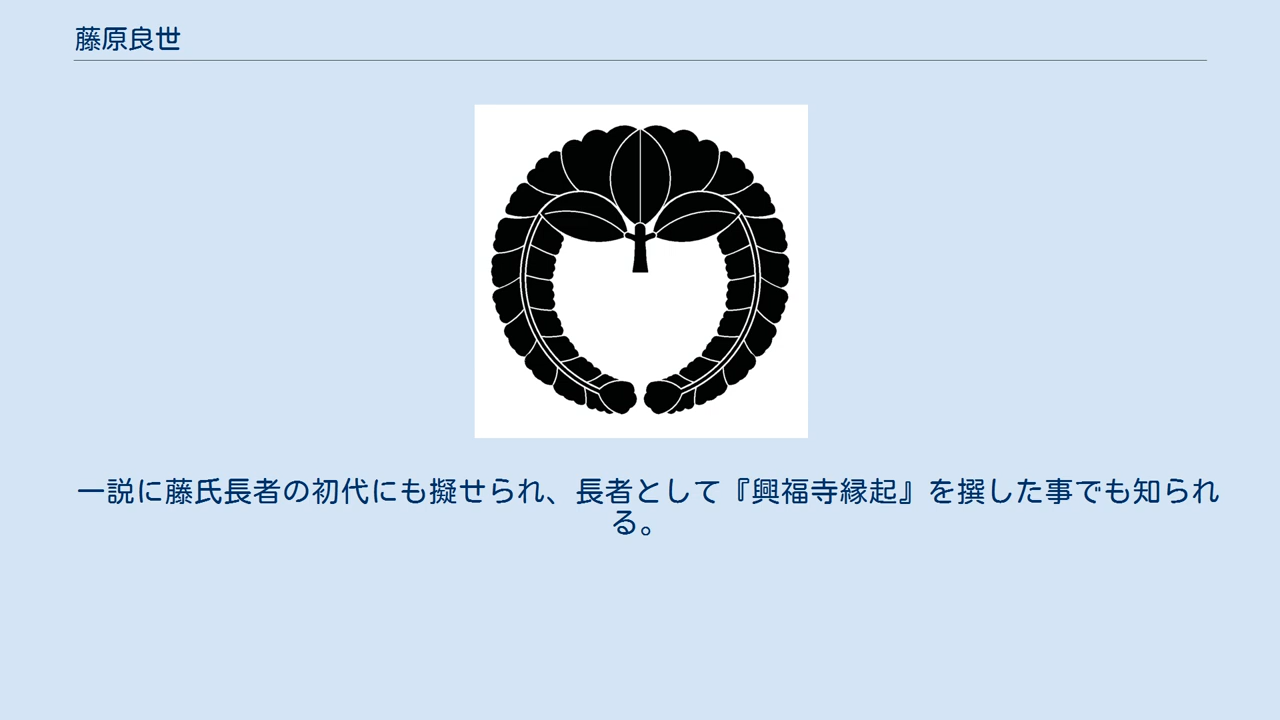 藤原良世
一説に藤氏長者の初代にも擬せられ、長者として『興福寺縁起』を撰した事でも知られ
る。